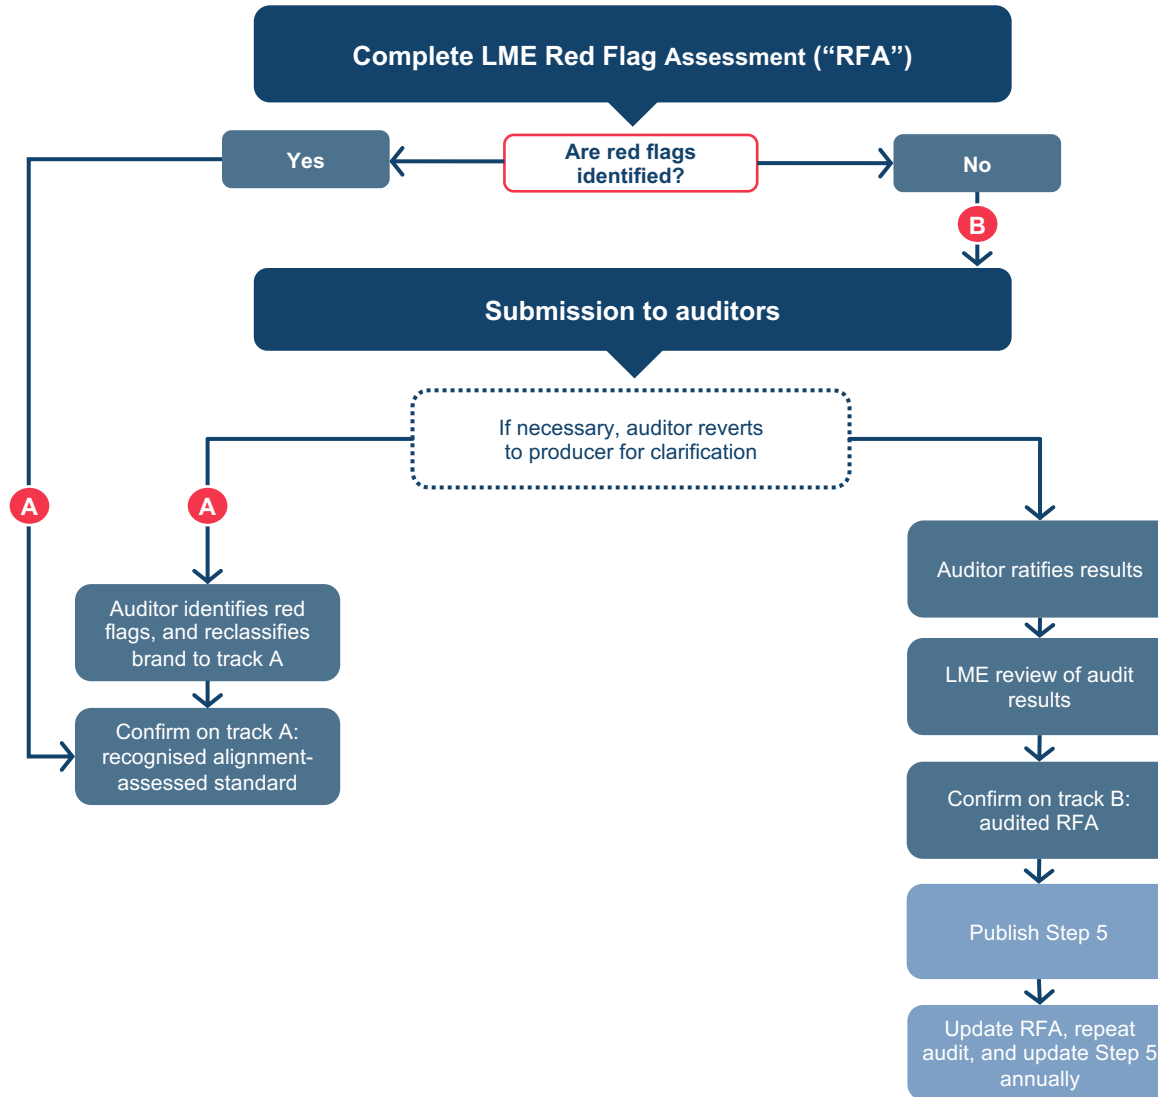 Complete LME Red Flag Assessment (“RFA”)
Yes
Are red flags
identified?
No
B
Submission to auditors
If necessary, auditor reverts
to producer for clarification
A
A
Auditor identifies red
flags, and reclassifies
brand to track A
Confirm on track A:
recognised alignment-
assessed standard
Auditor ratifies results
LME review of audit
results
Confirm on track B:
audited RFA
Publish Step 5
Update RFA, repeat
audit, and update Step 5
annually